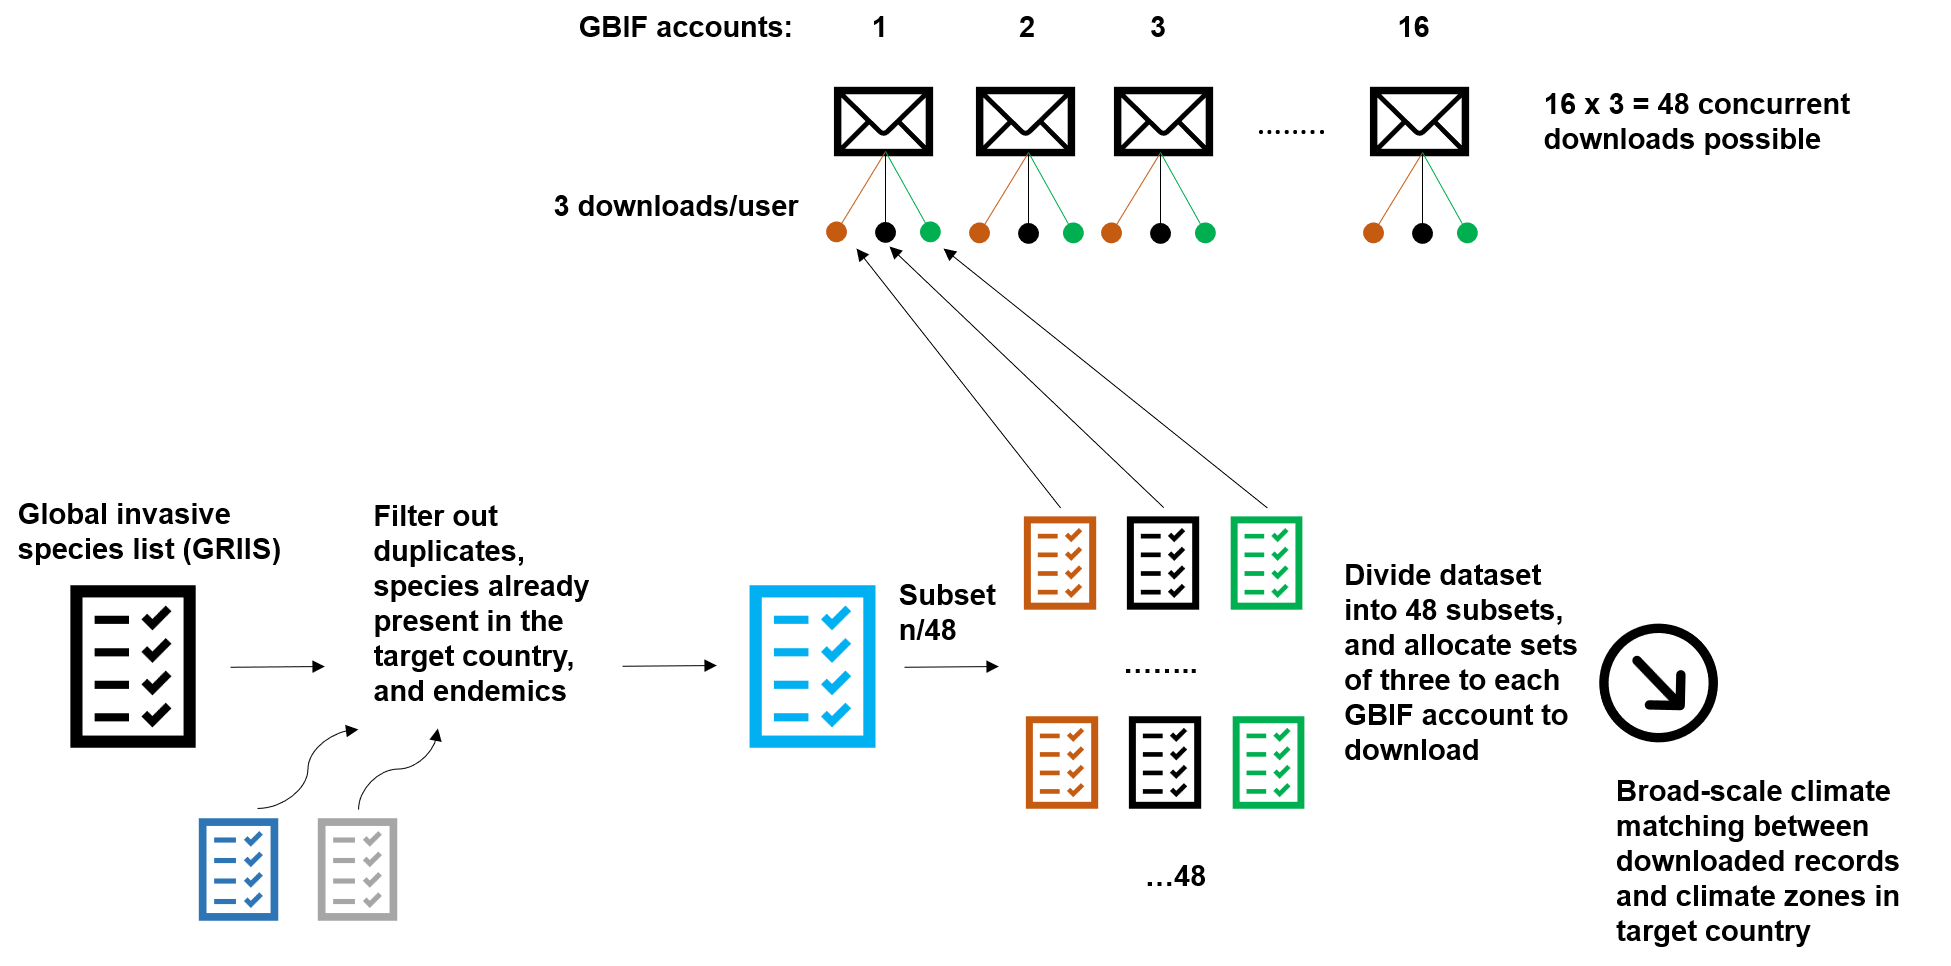 GBIF accounts: 1 2 3 16
16 x 3 = 48 concurrent
downloads possible
........
3 downloads/user
Global invasive
species list (GRIIS)
Filter out
duplicates,
species already
present in the
target country,
and endemics
Subset
n/48
........
...48
Divide dataset
into 48 subsets,
and allocate sets
of three to each
GBIF account to
download
Broad-scale climate
matching between
downloaded records
and climate zones in
target country